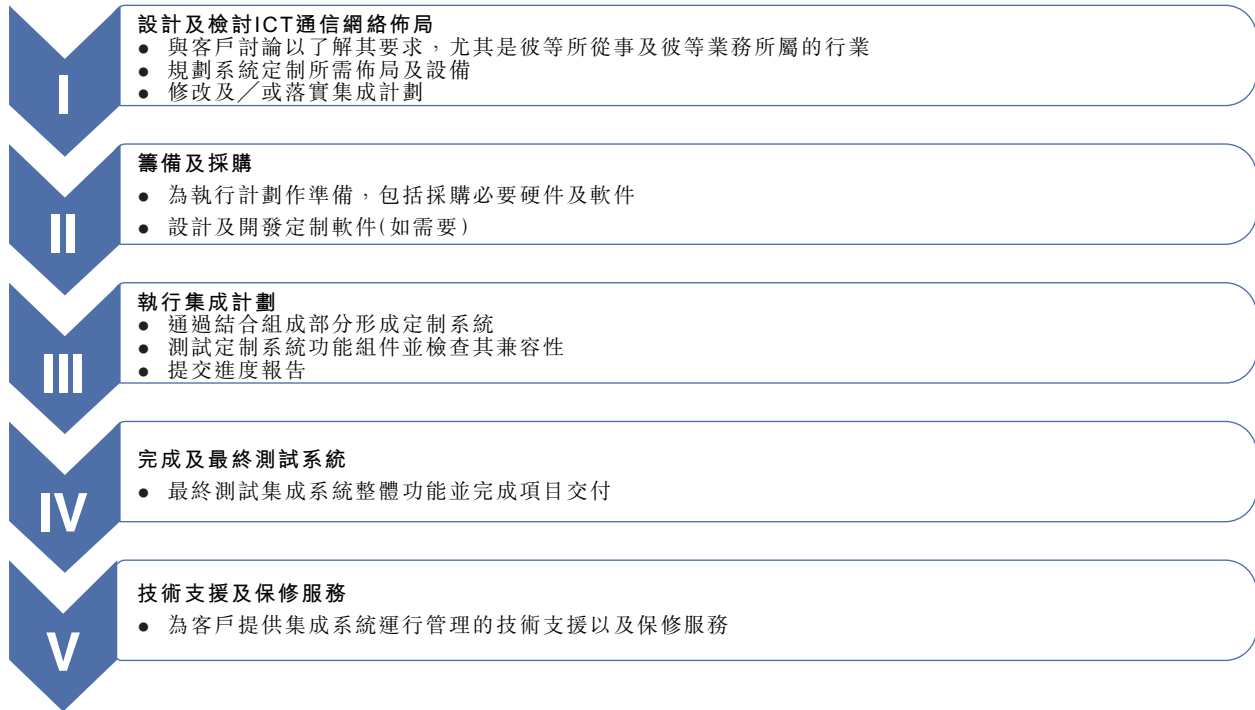 I
設計及檢討ICT通信網絡佈局
● 與客戶討論以了解其要求，尤其是彼等所從事及彼等業務所屬的行業
● 規劃系統定制所需佈局及設備
● 修改及／或落實集成計劃
II
籌備及採購
● 為執行計劃作準備，包括採購必要硬件及軟件
● 設計及開發定制軟件(如需要)
III
執行集成計劃
● 通過結合組成部分形成定制系統
● 測試定制系統功能組件並檢查其兼容性
● 提交進度報告
IV
完成及最終測試系統
● 最終測試集成系統整體功能並完成項目交付
V
技術支援及保修服務
● 為客戶提供集成系統運行管理的技術支援以及保修服務